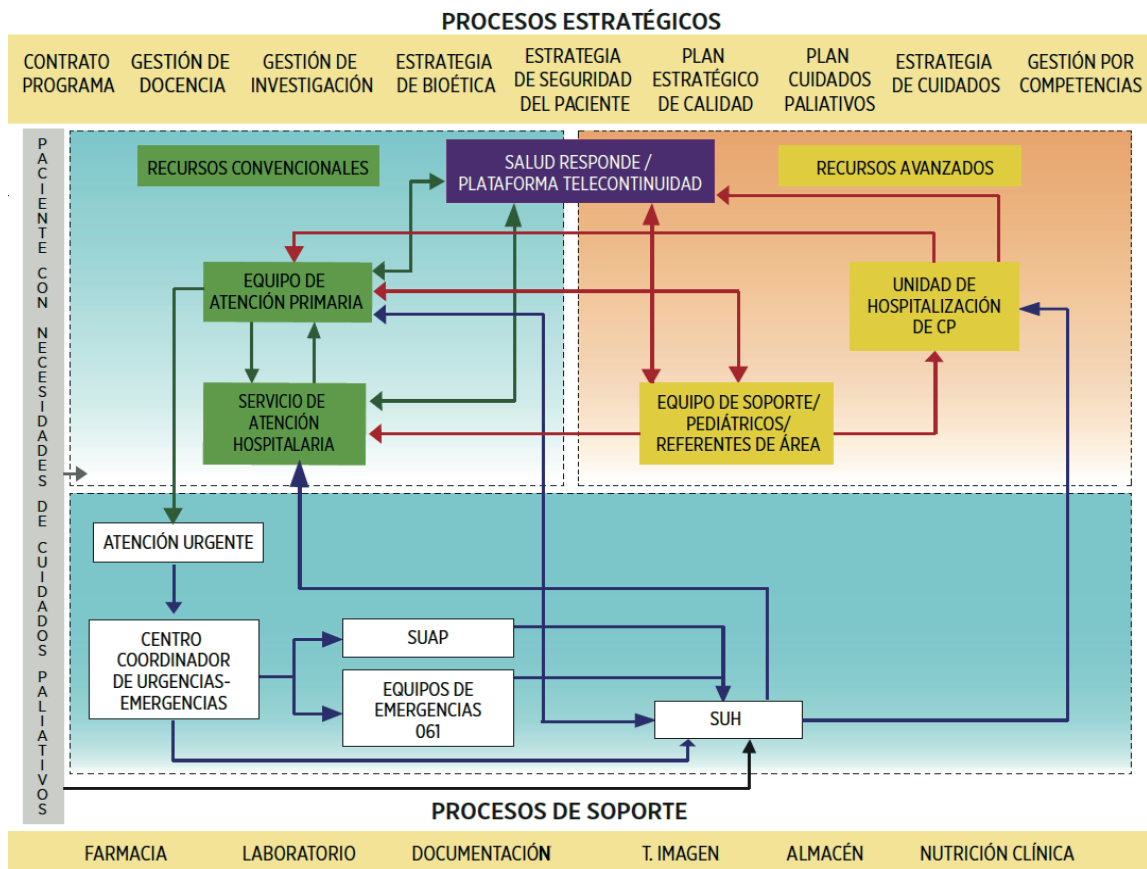 PROCESOS ESTRATÉGICOS
CONTRATO
PROGRAMA
GESTIÓN DE
DOCENCIA
GESTIÓN DE
INVESTIGACIÓN
ESTRATEGIA
DE BIOÉTICA
ESTRATEGIA
DE SEGURIDAD
DEL PACIENTE
PLAN
ESTRATÉGICO
DE CALIDAD
PLAN
CUIDADOS
PALIATIVOS
ESTRATEGIA
DE CUIDADOS
GESTIÓN POR
COMPETENCIAS
PACIENTE CON NECESIDADES DE CUIDADOS PALIATIVOS
RECURSOS CONVENCIONALES
SALUD RESPONDE /
PLATAFORMA TELECONTINUIDAD
RECURSOS AVANZADOS
EQUIPO DE
ATENCIÓN PRIMARIA
UNIDAD DE
HOSPITALIZACIÓN
DE CP
SERVICIO DE
ATENCIÓN
HOSPITALARIA
EQUIPO DE SOPORTE/
PEDIÁTRICOS/
REFERENTES DE ÁREA
ATENCIÓN URGENTE
CENTRO
COORDINADOR
DE URGENCIAS-
EMERGENCIAS
SUAP
EQUIPOS DE
EMERGENCIAS
061
SUH
PROCESOS DE SOPORTE
FARMACIA
LABORATORIO
DOCUMENTACIÓN
T. IMAGEN
ALMACÉN
NUTRICIÓN CLÍNICA